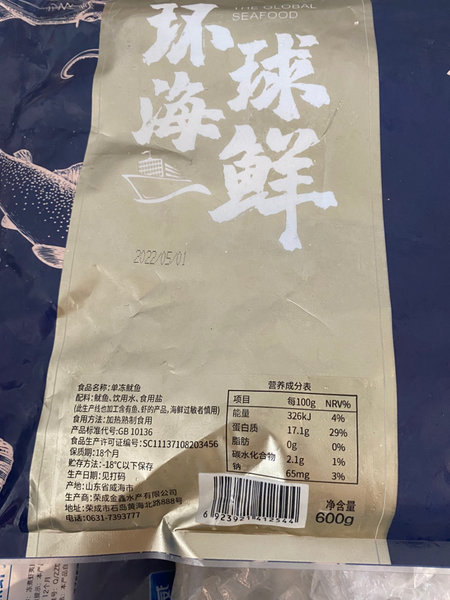 THE GLOBAL
SEAFOOD
环球
海鲜
2022/05/01
食品名称:单冻鱿鱼
配料:鱿鱼、饮用水、食用盐
(此生产线也加工含有鱼、虾的产品,海鲜过敏者慎用)
食用方法:加热熟制食用
产品标准代号:GB 10136
食品生产许可证编号:SC11137108203456
保质期:18个月
贮存方法:-18℃以下保存
生产日期:见打码
产地:山东省威海市
生产商:荣成金鑫水产有限公司
地址:荣成市石岛黄海北路888号
电话:0631-7393777
营养成分表
项目 每100g NRV%
能量 326kJ 4%
蛋白质 17.1g 29%
脂肪 0g 0%
碳水化合物 2.1g 1%
钠 65mg 3%
6 923921 412544
净含量
600g